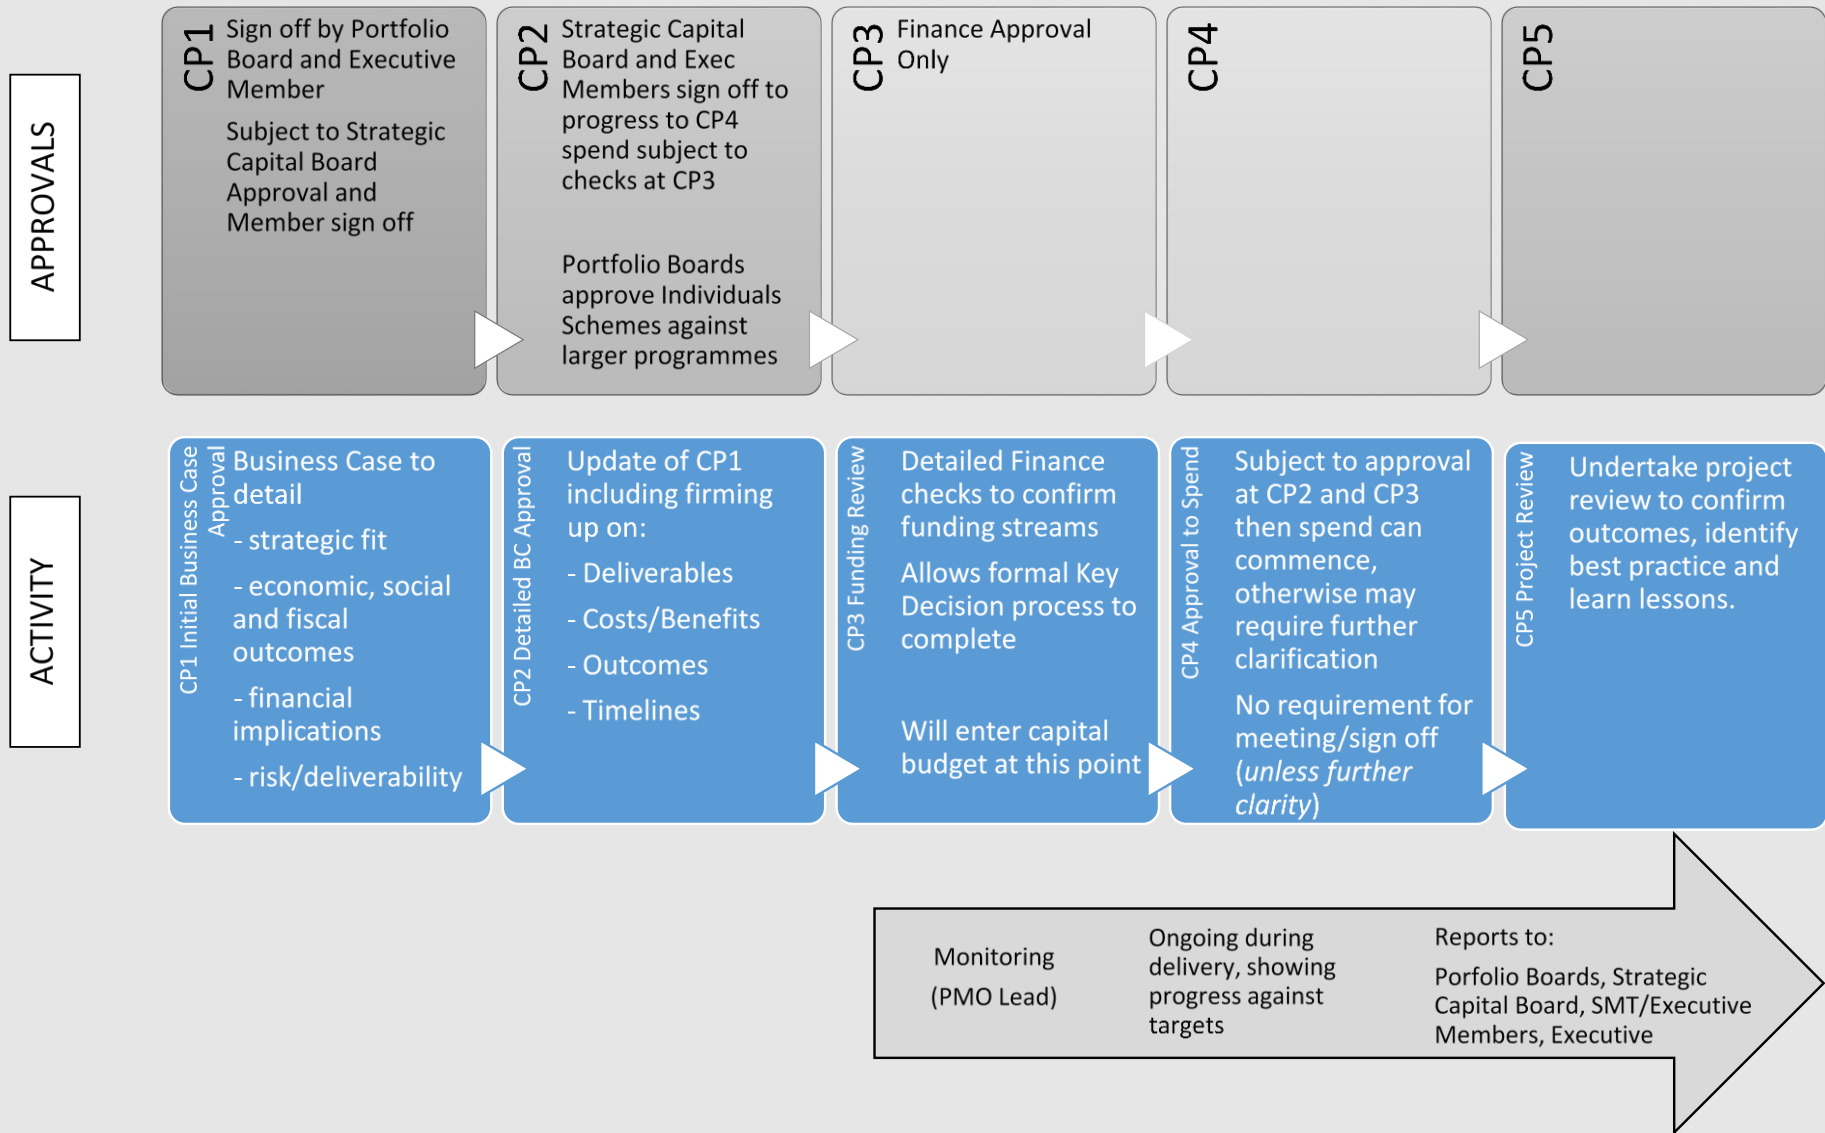 APPROVALS
CP1
Sign off by Portfolio
Board and Executive
Member
Subject to Strategic
Capital Board
Approval and
Member sign off
CP2
Strategic Capital
Board and Exec
Members sign off to
progress to CP4
spend subject to
checks at CP3
Portfolio Boards
approve Individuals
Schemes against
larger programmes
CP3
Finance Approval
Only
CP4
CP5
ACTIVITY
CP1 Initial Business Case
Approval
Business Case to
detail
- strategic fit
- economic, social
and fiscal
outcomes
- financial
implications
- risk/deliverability
CP2 Detailed BC Approval
Update of CP1
including firming
up on:
- Deliverables
- Costs/Benefits
- Outcomes
- Timelines
CP3 Funding Review
Detailed Finance
checks to confirm
funding streams
Allows formal Key
Decision process to
complete
Will enter capital
budget at this point
CP4 Approval to Spend
Subject to approval
at CP2 and CP3
then spend can
commence,
otherwise may
require further
clarification
No requirement for
meeting/sign off
(unless further
clarity)
CP5 Project Review
Undertake project
review to confirm
outcomes, identify
best practice and
learn lessons.
Monitoring
(PMO Lead)
Ongoing during
delivery, showing
progress against
targets
Reports to:
Porfolio Boards, Strategic
Capital Board, SMT/Executive
Members, Executive